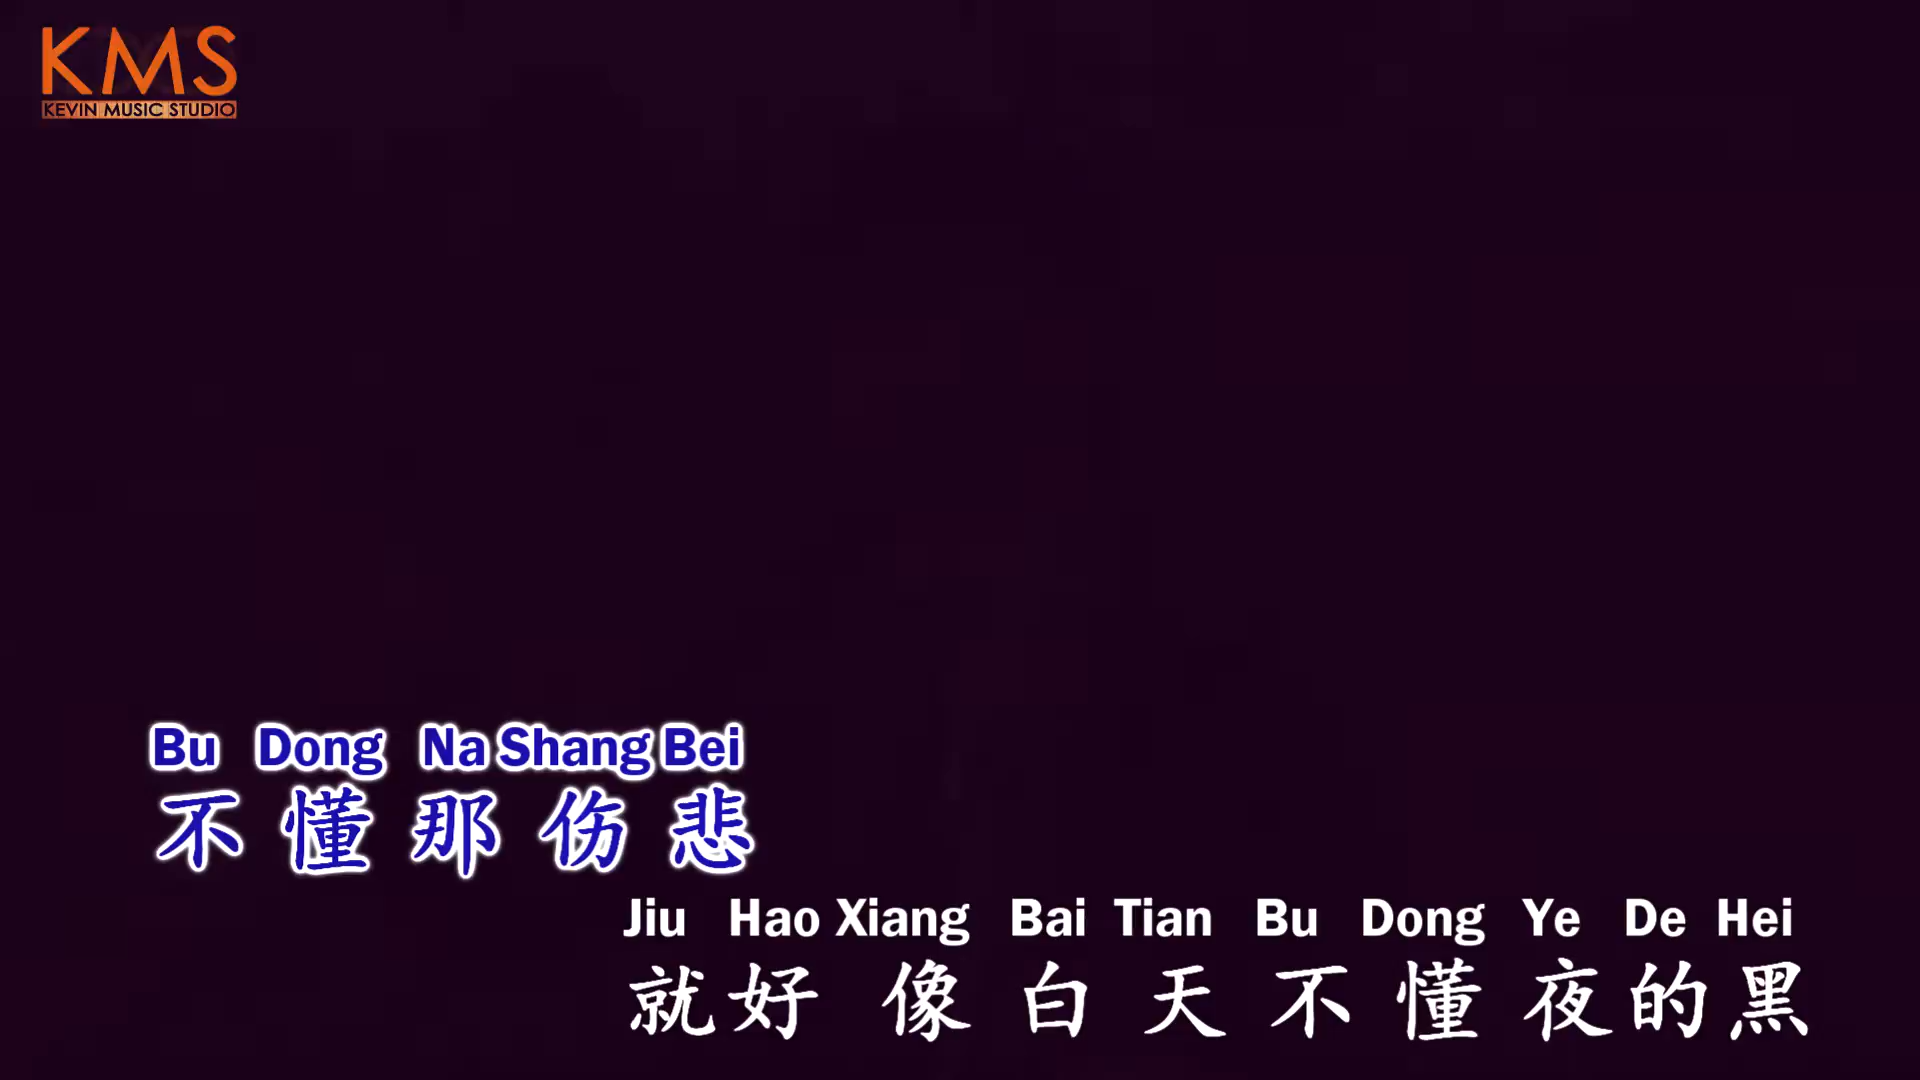 KMS
KEVIN MUSIC STUDIO
Bu Dong Na Shang Bei
不懂那伤悲
Jiu Hao Xiang Bai Tian Bu Dong Ye De Hei
就好像白天不懂夜的黑